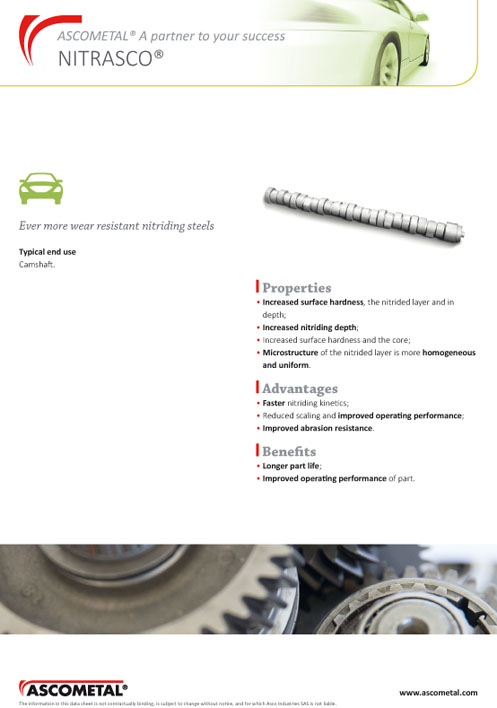 ASCOMETAL® A partner to your success
NITRASCO®
Ever more wear resistant nitriding steels
Typical end use
Camshaft.
Properties
• Increased surface hardness, the nitrided layer and in
depth;
• Increased nitriding depth;
• Increased surface hardness and the core;
• Microstructure of the nitrided layer is more homogeneous
and uniform.
Advantages
• Faster nitriding kinetics;
• Reduced scaling and improved operating performance;
• Improved abrasion resistance.
Benefits
• Longer part life;
• Improved operating performance of part.
ASCOMETAL®
www.ascometal.com
The information in this data sheet is not contractually binding, is subject to change without notice, and for which Asco Industries SAS is not liable.